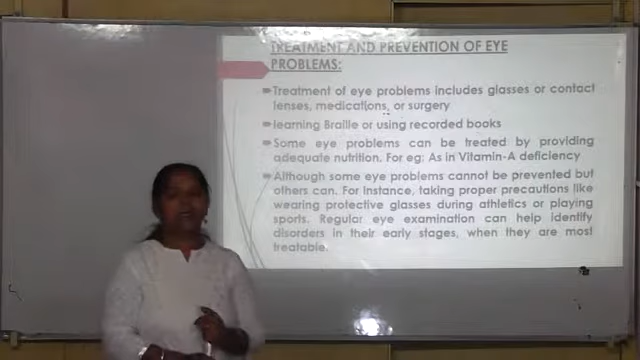 TREATMENT AND PREVENTION OF EYE
PROBLEMS:
Treatment of eye problems includes glasses or contact
lenses, medications, or surgery
learning Braille or using recorded books
Some eye problems can be treated by providing
adequate nutrition. For eg: As in Vitamin-A deficiency
Although some eye problems cannot be prevented but
others can. For instance, taking proper precautions like
wearing protective glasses during athletics or playing
sports. Regular eye examination can help identify
disorders in their early stages, when they are most
treatable.